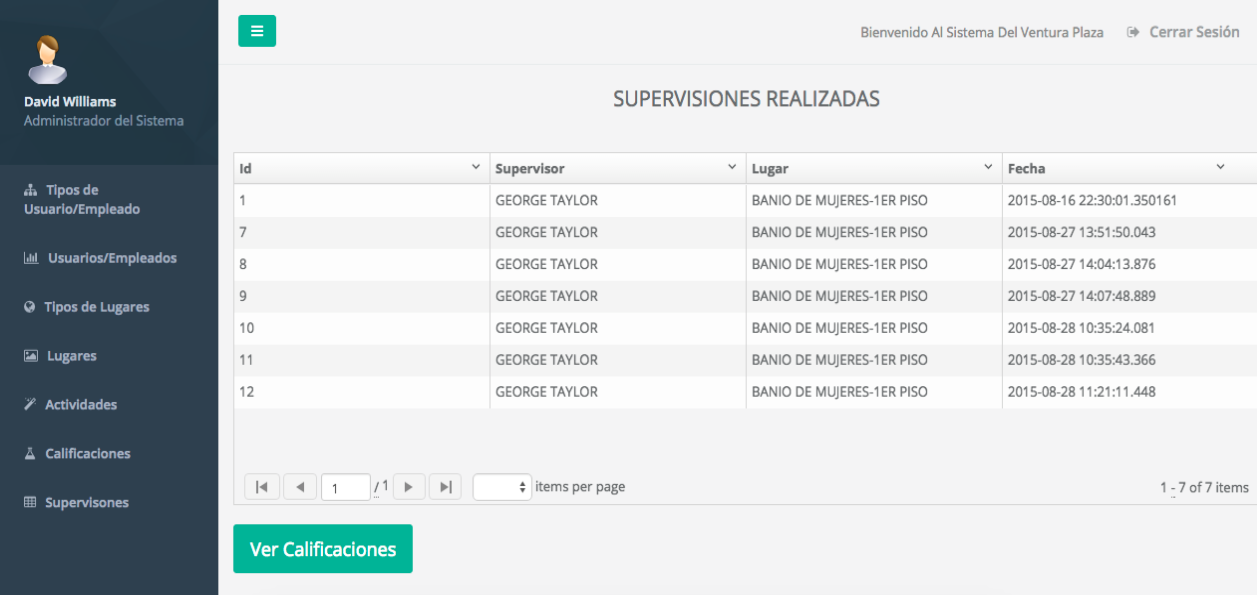 Bienvenido Al Sistema Del Ventura Plaza Cerrar Sesión
David Williams
Administrador del Sistema
Tipos de
Usuario/Empleado
Usuarios/Empleados
Tipos de Lugares
Lugares
Actividades
Calificaciones
Supervisones
SUPERVISIONES REALIZADAS
Id Supervisor Lugar Fecha
1 GEORGE TAYLOR BANIO DE MUJERES-1ER PISO 2015-08-16 22:30:01.350161
7 GEORGE TAYLOR BANIO DE MUJERES-1ER PISO 2015-08-27 13:51:50.043
8 GEORGE TAYLOR BANIO DE MUJERES-1ER PISO 2015-08-27 14:04:13.876
9 GEORGE TAYLOR BANIO DE MUJERES-1ER PISO 2015-08-27 14:07:48.889
10 GEORGE TAYLOR BANIO DE MUJERES-1ER PISO 2015-08-28 10:35:24.081
11 GEORGE TAYLOR BANIO DE MUJERES-1ER PISO 2015-08-28 10:35:43.366
12 GEORGE TAYLOR BANIO DE MUJERES-1ER PISO 2015-08-28 11:21:11.448
1 / 1 items per page 1 - 7 of 7 items
Ver Calificaciones